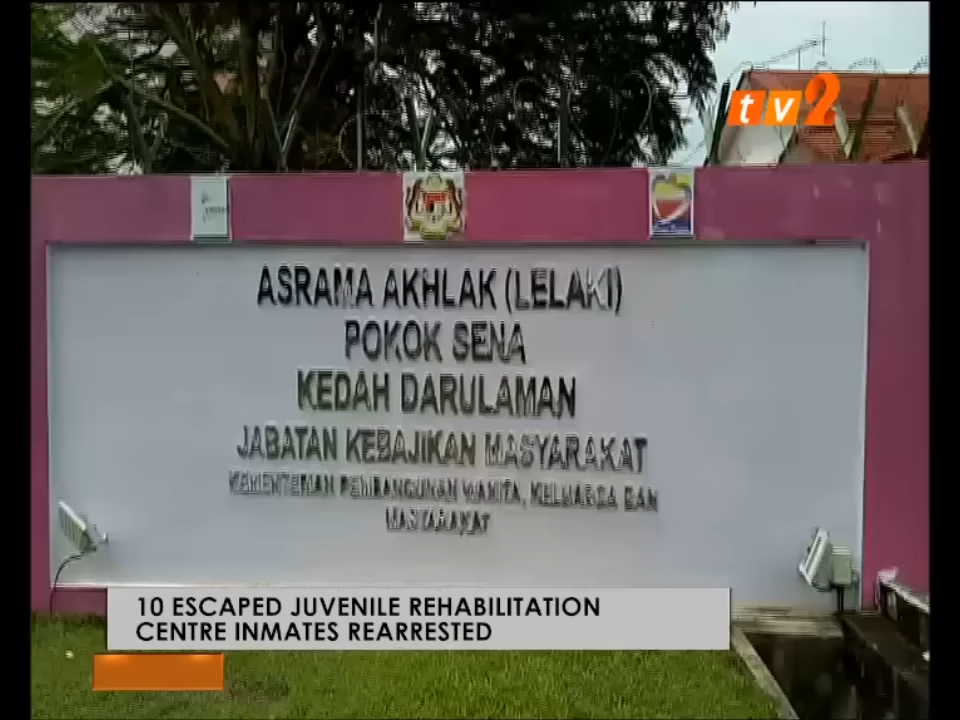 tv2
ASRAMA AKHLAK (LELAKI)
POKOK SENA
KEDAH DARULAMAN
JABATAN KEBAJIKAN MASYARAKAT
KEMENTERIAN PEMBANGUNAN WANITA, KELUARGA DAN
MASYARAKAT
10 ESCAPED JUVENILE REHABILITATION
CENTRE INMATES REARRESTED